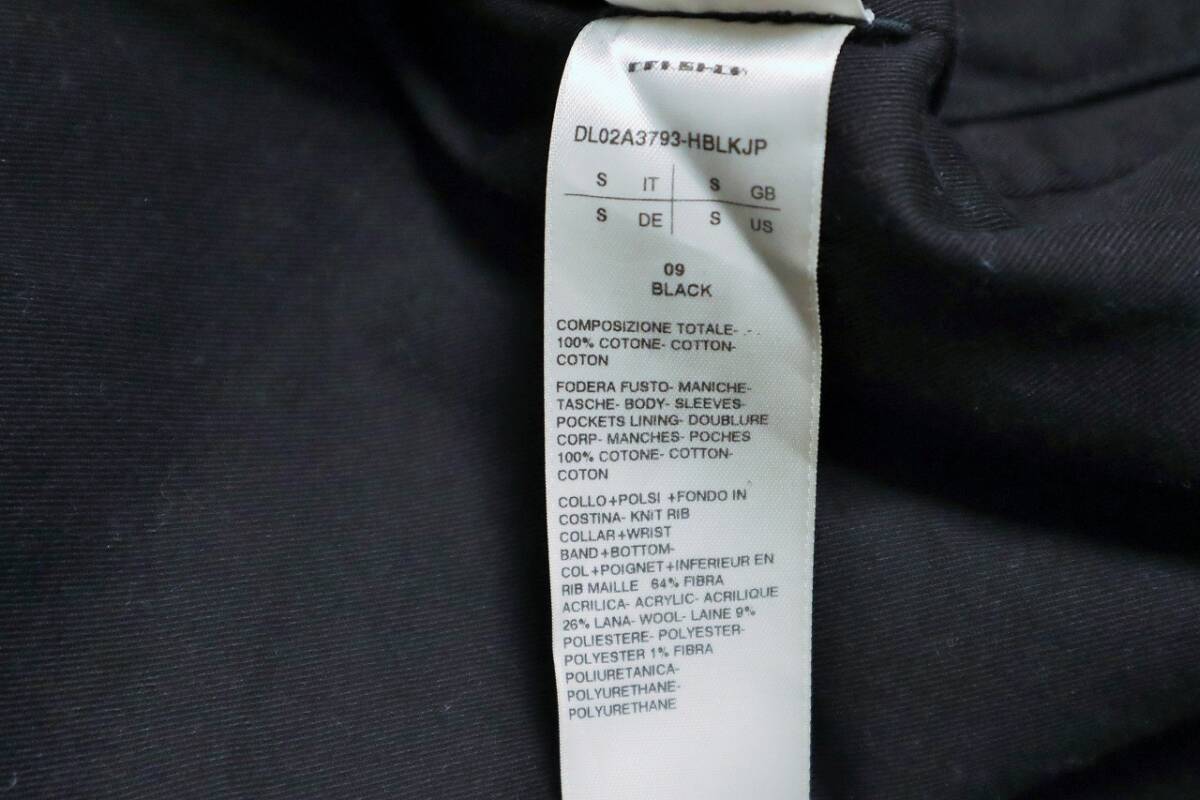 DL02A3793-HBLKJP
S IT S GB
S DE S US
09
BLACK
COMPOSIZIONE TOTALE-
100% COTONE- COTTON-
COTON
FODERA FUSTO- MANICHE-
TASCHE- BODY- SLEEVES-
POCKETS LINING- DOUBLURE
CORP- MANCHES- POCHES
100% COTONE- COTTON-
COTON
COLLO+POLSI +FONDO IN
COSTINA- KNIT RIB
COLLAR+WRIST
BAND+BOTTOM-
COL+POIGNET+INFERIEUR EN
RIB MAILLE 64% FIBRA
ACRILICA- ACRYLIC- ACRILIQUE
26% LANA- WOOL- LAINE 9%
POLIESTERE- POLYESTER-
POLYESTER 1% FIBRA
POLIURETANICA-
POLYURETHANE-
POLYURETHANE